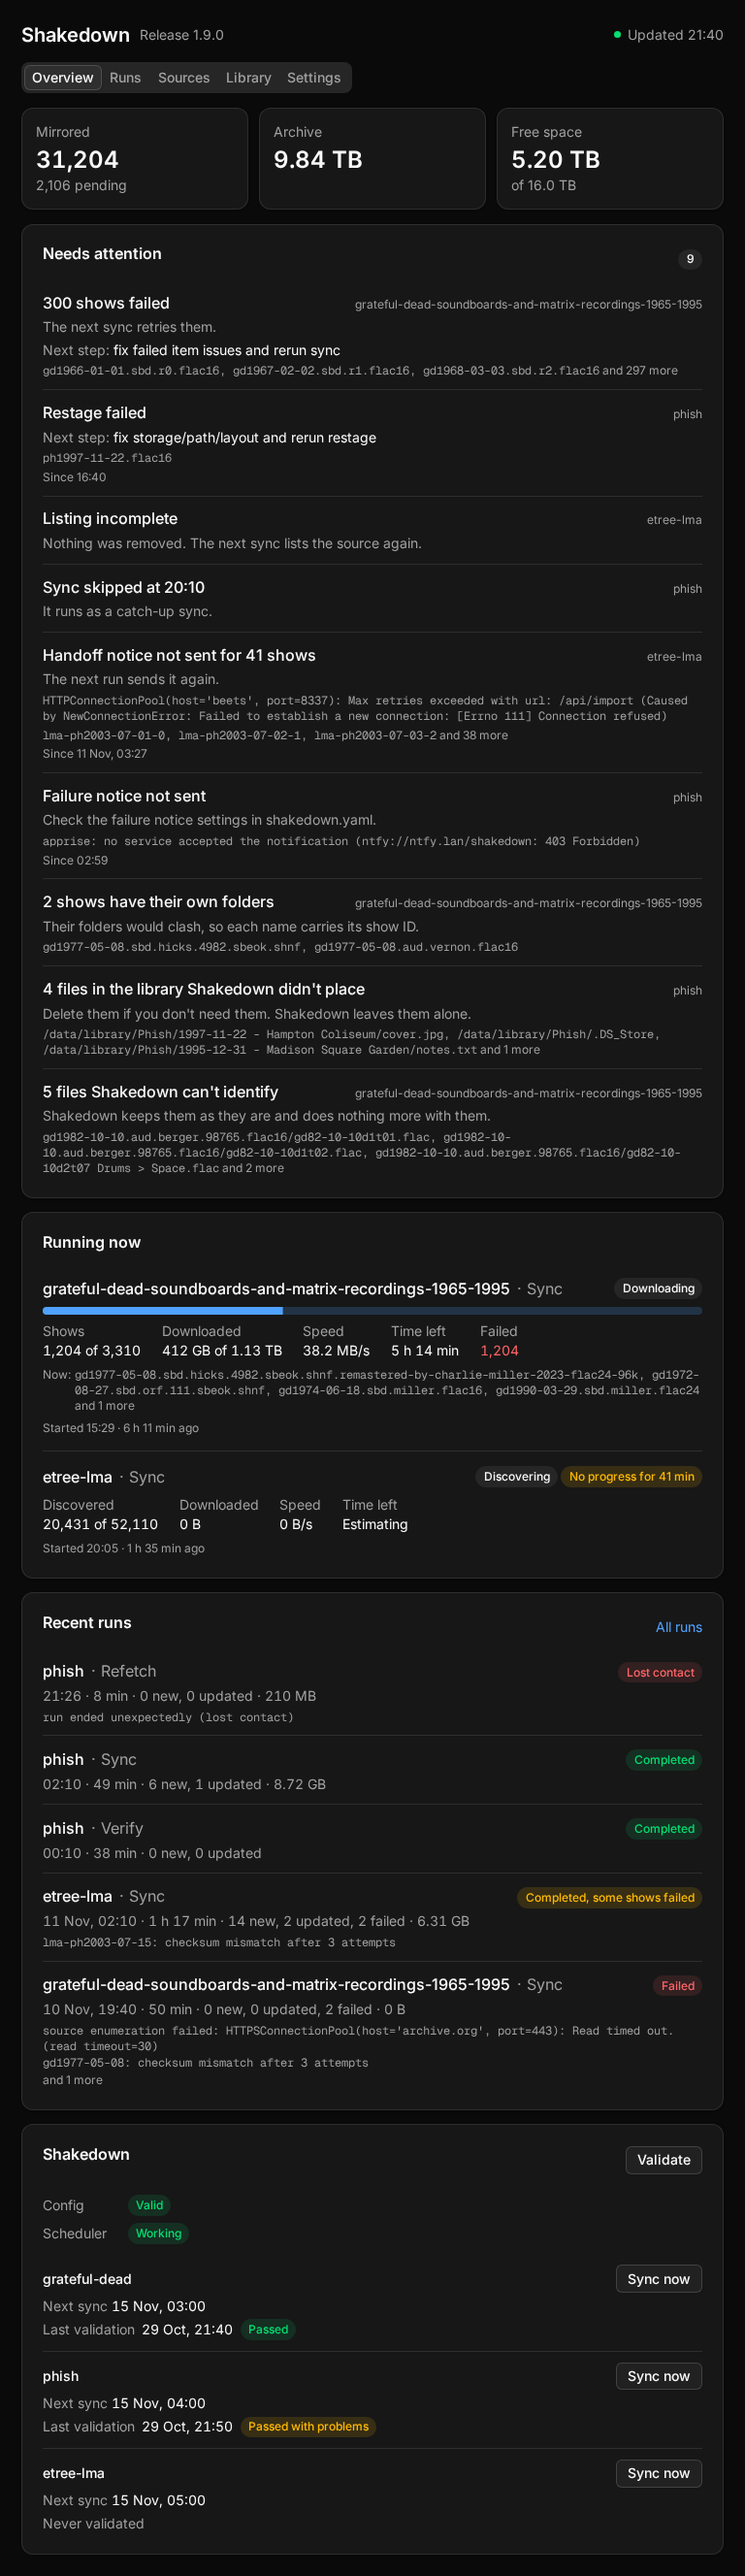 Shakedown Release 1.9.0
Updated 21:40
Overview Runs Sources Library Settings
Mirrored
31,204
2,106 pending
Archive
9.84 TB
Free space
5.20 TB
of 16.0 TB
Needs attention
9
300 shows failed
grateful-dead-soundboards-and-matrix-recordings-1965-1995
The next sync retries them.
Next step: fix failed item issues and rerun sync
gd1966-01-01.sbd.r0.flac16, gd1967-02-02.sbd.r1.flac16, gd1968-03-03.sbd.r2.flac16 and 297 more
Restage failed
phish
Next step: fix storage/path/layout and rerun restage
ph1997-11-22.flac16
Since 16:40
Listing incomplete
etree-lma
Nothing was removed. The next sync lists the source again.
Sync skipped at 20:10
phish
It runs as a catch-up sync.
Handoff notice not sent for 41 shows
etree-lma
The next run sends it again.
HTTPConnectionPool(host='beets', port=8337): Max retries exceeded with url: /api/import (Caused
by NewConnectionError: Failed to establish a new connection: [Errno 111] Connection refused)
lma-ph2003-07-01-0, lma-ph2003-07-02-1, lma-ph2003-07-03-2 and 38 more
Since 11 Nov, 03:27
Failure notice not sent
phish
Check the failure notice settings in shakedown.yaml.
apprise: no service accepted the notification (ntfy://ntfy.lan/shakedown: 403 Forbidden)
Since 02:59
2 shows have their own folders
grateful-dead-soundboards-and-matrix-recordings-1965-1995
Their folders would clash, so each name carries its show ID.
gd1977-05-08.sbd.hicks.4982.sbeok.shnf, gd1977-05-08.aud.vernon.flac16
4 files in the library Shakedown didn't place
phish
Delete them if you don't need them. Shakedown leaves them alone.
/data/library/Phish/1997-11-22 - Hampton Coliseum/cover.jpg, /data/library/Phish/.DS_Store,
/data/library/Phish/1995-12-31 - Madison Square Garden/notes.txt and 1 more
5 files Shakedown can't identify
grateful-dead-soundboards-and-matrix-recordings-1965-1995
Shakedown keeps them as they are and does nothing more with them.
gd1982-10-10.aud.berger.98765.flac16/gd82-10-10d1t01.flac, gd1982-10-
10.aud.berger.98765.flac16/gd82-10-10d1t02.flac, gd1982-10-10.aud.berger.98765.flac16/gd82-10-
10d2t07 Drums > Space.flac and 2 more
Running now
grateful-dead-soundboards-and-matrix-recordings-1965-1995 · Sync
Downloading
Shows Downloaded Speed Time left Failed
1,204 of 3,310 412 GB of 1.13 TB 38.2 MB/s 5 h 14 min 1,204
Now: gd1977-05-08.sbd.hicks.4982.sbeok.shnf.remastered-by-charlie-miller-2023-flac24-96k, gd1972-
08-27.sbd.orf.111.sbeok.shnf, gd1974-06-18.sbd.miller.flac16, gd1990-03-29.sbd.miller.flac24
and 1 more
Started 15:29 · 6 h 11 min ago
etree-lma · Sync
Discovering No progress for 41 min
Discovered Downloaded Speed Time left
20,431 of 52,110 0 B 0 B/s Estimating
Started 20:05 · 1 h 35 min ago
Recent runs
All runs
phish · Refetch
Lost contact
21:26 · 8 min · 0 new, 0 updated · 210 MB
run ended unexpectedly (lost contact)
phish · Sync
Completed
02:10 · 49 min · 6 new, 1 updated · 8.72 GB
phish · Verify
Completed
00:10 · 38 min · 0 new, 0 updated
etree-lma · Sync
Completed, some shows failed
11 Nov, 02:10 · 1 h 17 min · 14 new, 2 updated, 2 failed · 6.31 GB
lma-ph2003-07-15: checksum mismatch after 3 attempts
grateful-dead-soundboards-and-matrix-recordings-1965-1995 · Sync
Failed
10 Nov, 19:40 · 50 min · 0 new, 0 updated, 2 failed · 0 B
source enumeration failed: HTTPSConnectionPool(host='archive.org', port=443): Read timed out.
(read timeout=30)
gd1977-05-08: checksum mismatch after 3 attempts
and 1 more
Shakedown
Validate
Config Valid
Scheduler Working
grateful-dead
Sync now
Next sync 15 Nov, 03:00
Last validation 29 Oct, 21:40 Passed
phish
Sync now
Next sync 15 Nov, 04:00
Last validation 29 Oct, 21:50 Passed with problems
etree-lma
Sync now
Next sync 15 Nov, 05:00
Never validated